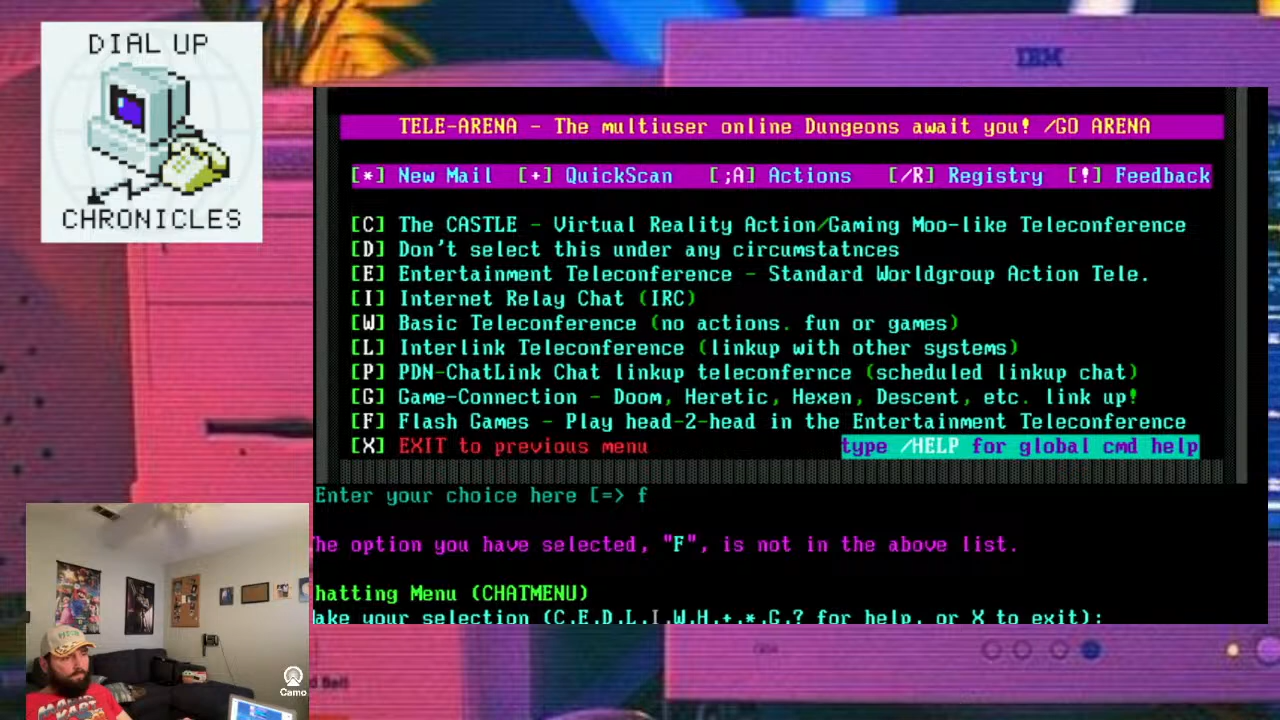 DIAL UP
CHRONICLES
IBM
TELE-ARENA - The multiuser online Dungeons await you! /GO ARENA
[*] New Mail [+] QuickScan [;A] Actions [/R] Registry [!] Feedback
[C] The CASTLE - Virtual Reality Action/Gaming Moo-like Teleconference
[D] Don't select this under any circumstatnces
[E] Entertainment Teleconference - Standard Worldgroup Action Tele.
[I] Internet Relay Chat (IRC)
[W] Basic Teleconference (no actions. fun or games)
[L] Interlink Teleconference (linkup with other systems)
[P] PDN-ChatLink Chat linkup teleconfernce (scheduled linkup chat)
[G] Game-Connection - Doom, Heretic, Hexen, Descent, etc. link up!
[F] Flash Games - Play head-2-head in the Entertainment Teleconference
[X] EXIT to previous menu type /HELP for global cmd help
Enter your choice here [=> f
he option you have selected, "F", is not in the above list.
hatting Menu (CHATMENU)
ake your selection (C,E,D,L,I,W,H,+,*,G,? for help, or X to exit):
Camo
Bell